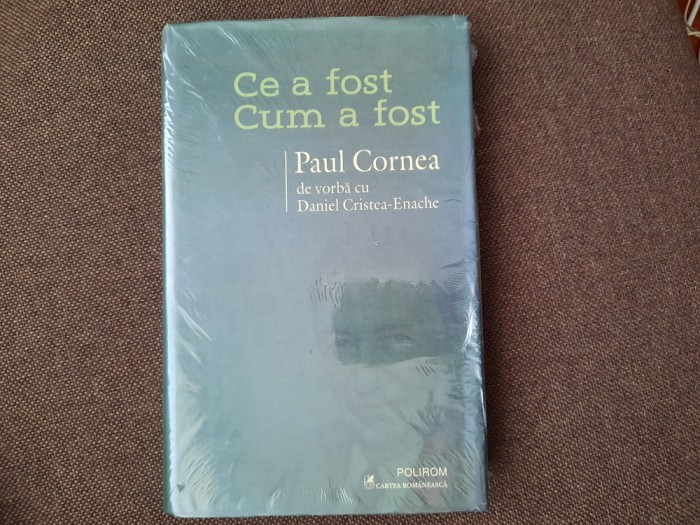 Ce a fost
Cum a fost
Paul Cornea
de vorbă cu
Daniel Cristea-Enache
POLIROM
CARTEA ROMÂNEASCĂ